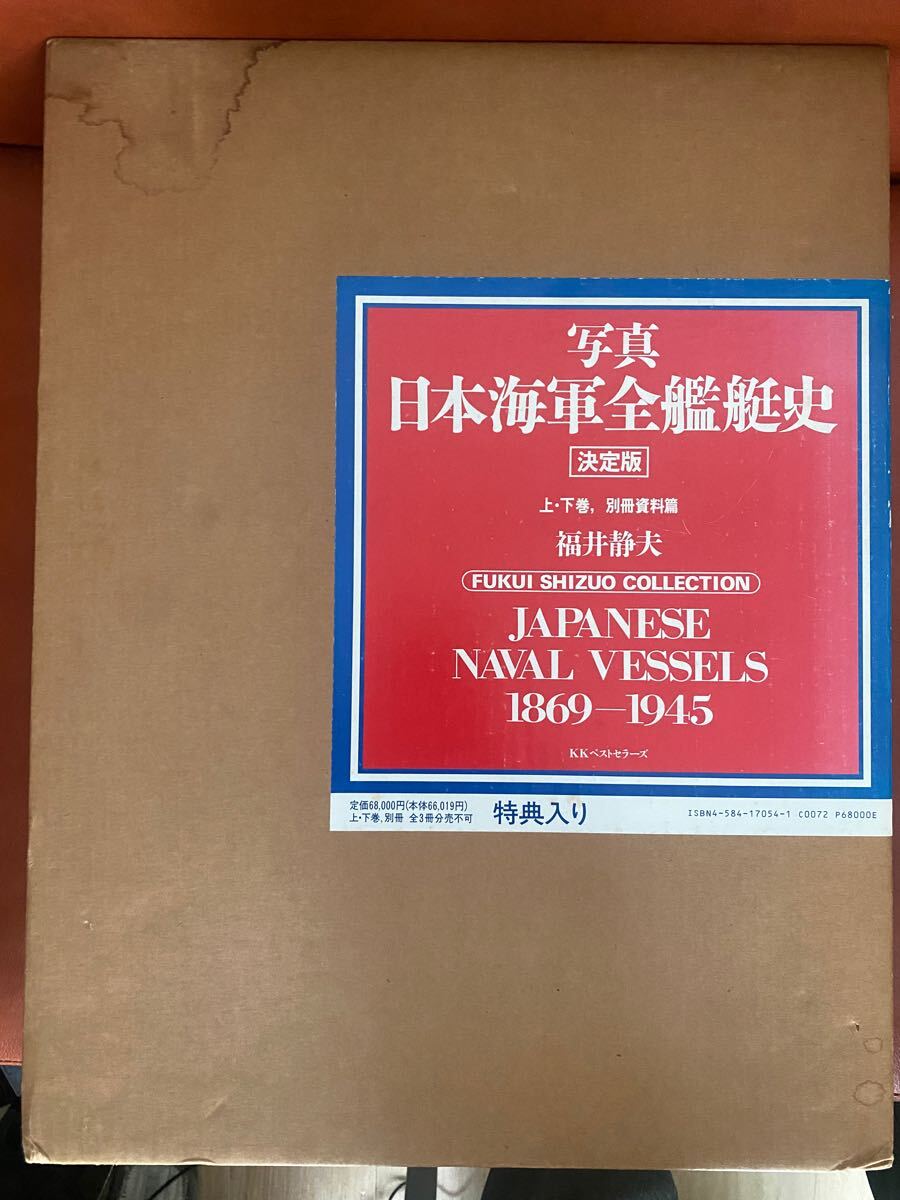 写真
日本海軍全艦艇史
決定版
上・下巻，別冊資料篇
福井静夫
FUKUI SHIZUO COLLECTION
JAPANESE
NAVAL VESSELS
1869—1945
KKベストセラーズ
定価68,000円(本体66,019円)
上・下巻,別冊 全3冊分売不可
特典入り
ISBN4-584-17054-1 C0072 P68000E